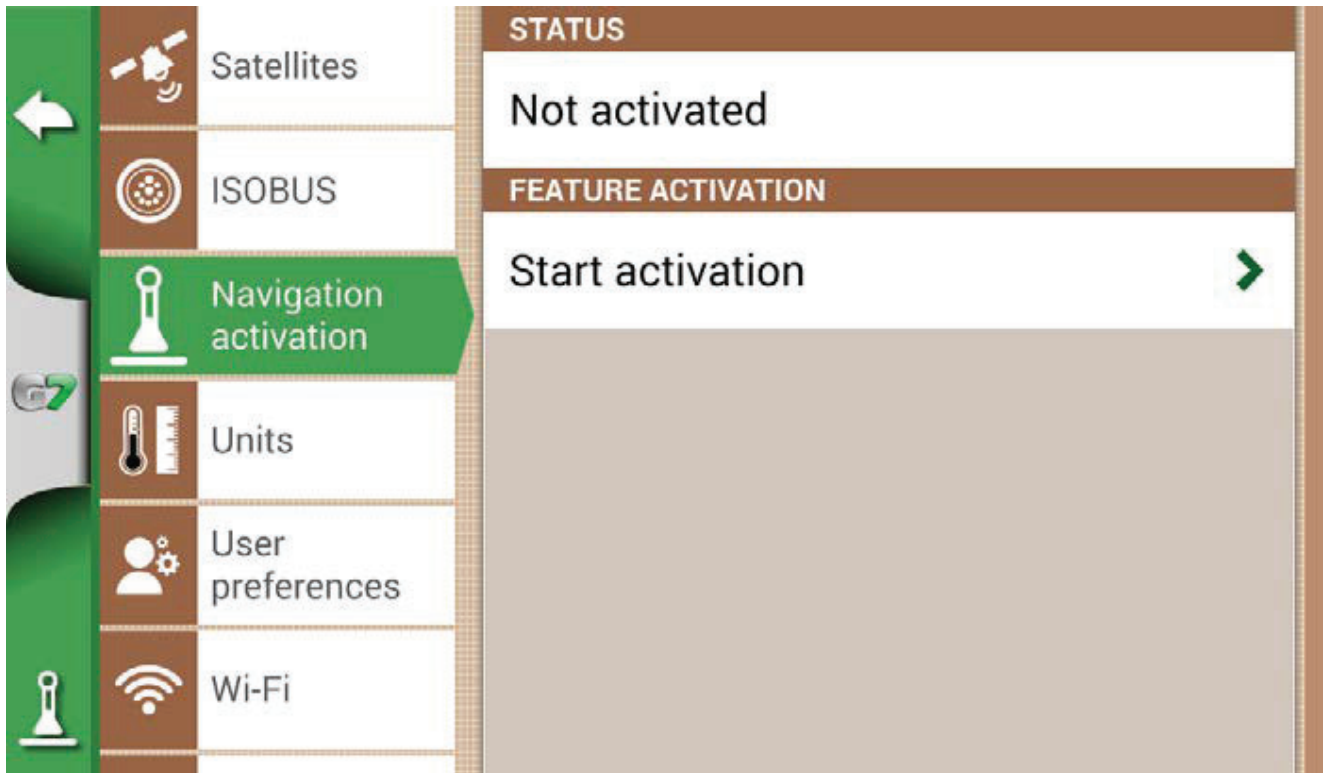 Satellites
ISOBUS
Navigation
activation
G7
Units
User
preferences
Wi-Fi
STATUS
Not activated
FEATURE ACTIVATION
Start activation